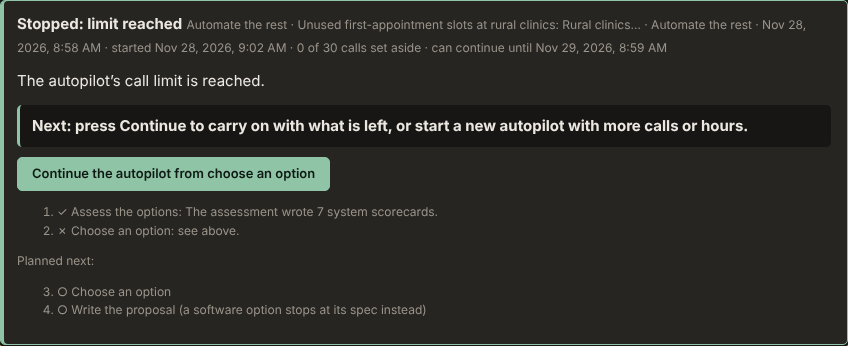 Stopped: limit reached Automate the rest · Unused first-appointment slots at rural clinics: Rural clinics… · Automate the rest · Nov 28,
2026, 8:58 AM · started Nov 28, 2026, 9:02 AM · 0 of 30 calls set aside · can continue until Nov 29, 2026, 8:59 AM
The autopilot’s call limit is reached.
Next: press Continue to carry on with what is left, or start a new autopilot with more calls or hours.
Continue the autopilot from choose an option
1. ✓ Assess the options: The assessment wrote 7 system scorecards.
2. × Choose an option: see above.
Planned next:
3. ○ Choose an option
4. ○ Write the proposal (a software option stops at its spec instead)